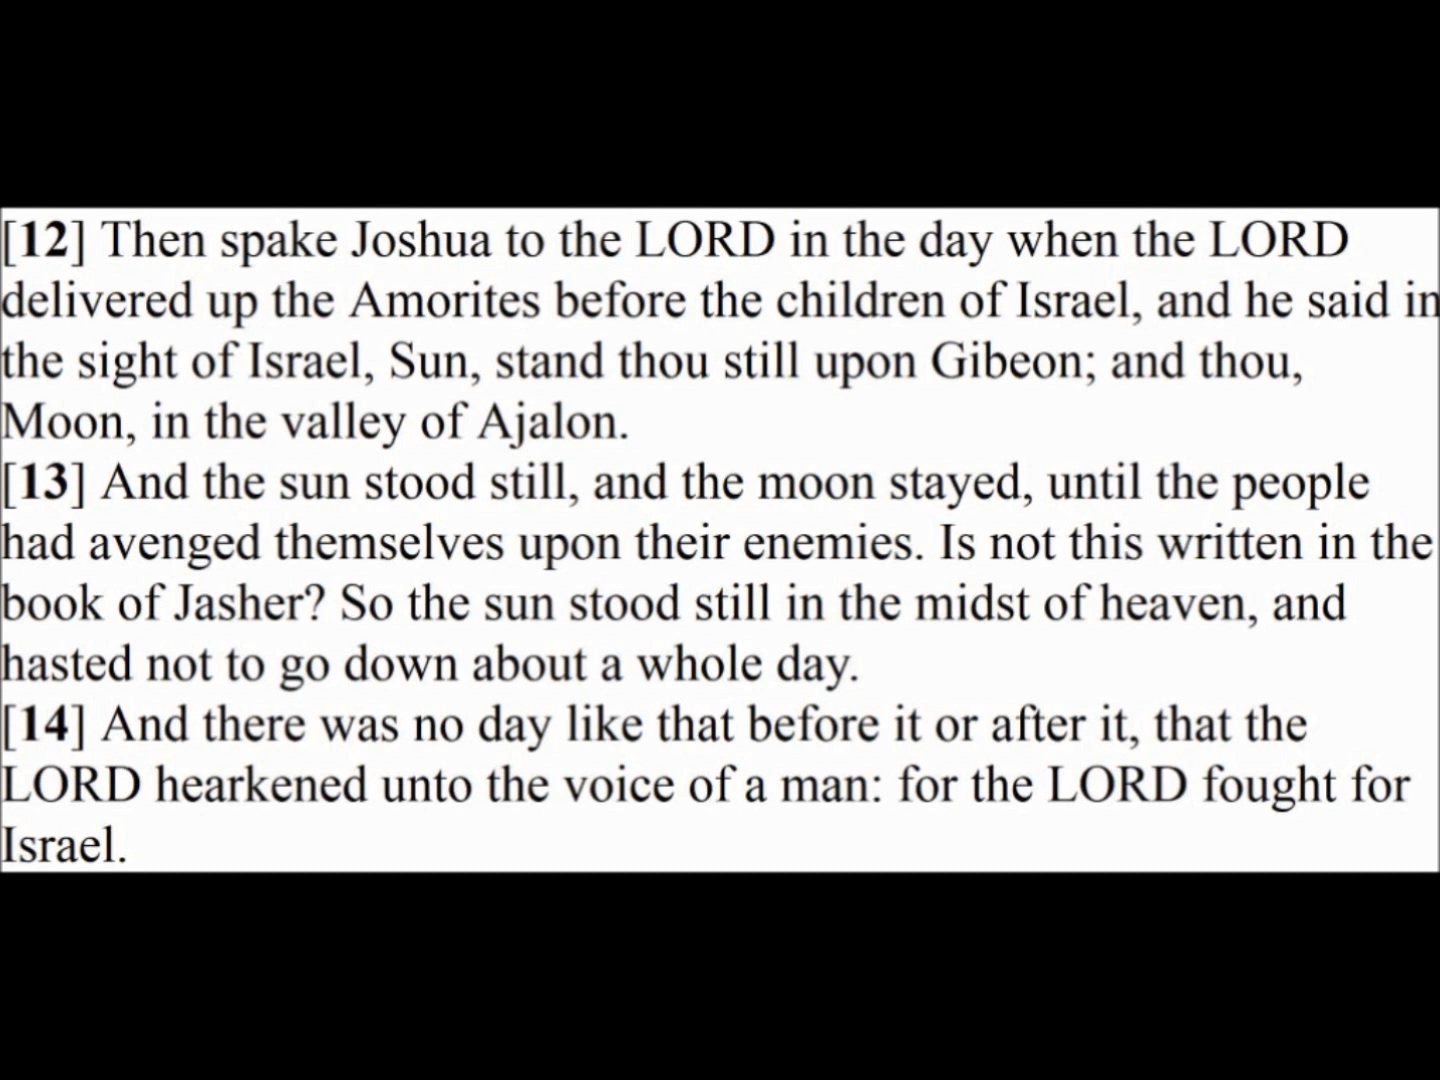 [12] Then spake Joshua to the LORD in the day when the LORD
delivered up the Amorites before the children of Israel, and he said in
the sight of Israel, Sun, stand thou still upon Gibeon; and thou,
Moon, in the valley of Ajalon.
[13] And the sun stood still, and the moon stayed, until the people
had avenged themselves upon their enemies. Is not this written in the
book of Jasher? So the sun stood still in the midst of heaven, and
hasted not to go down about a whole day.
[14] And there was no day like that before it or after it, that the
LORD hearkened unto the voice of a man: for the LORD fought for
Israel.